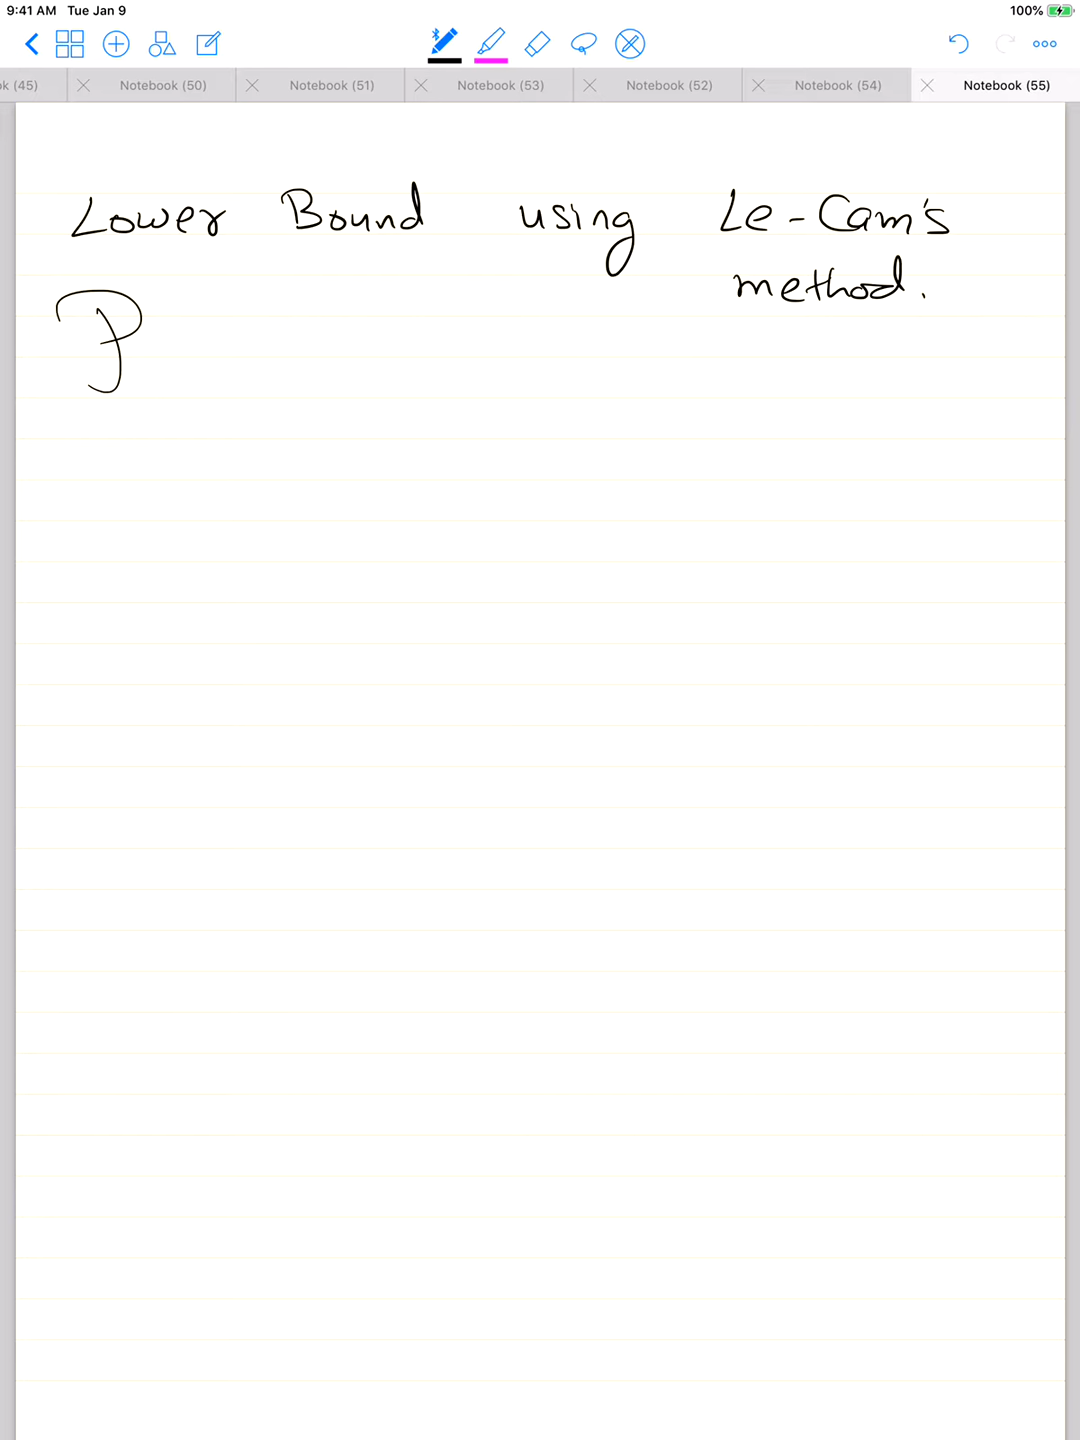 9:41 AM Tue Jan 9 100%
ok (45) Notebook (50) Notebook (51) Notebook (53) Notebook (52) Notebook (54) Notebook (55)
Lower Bound using Le-Cam's
method.
P